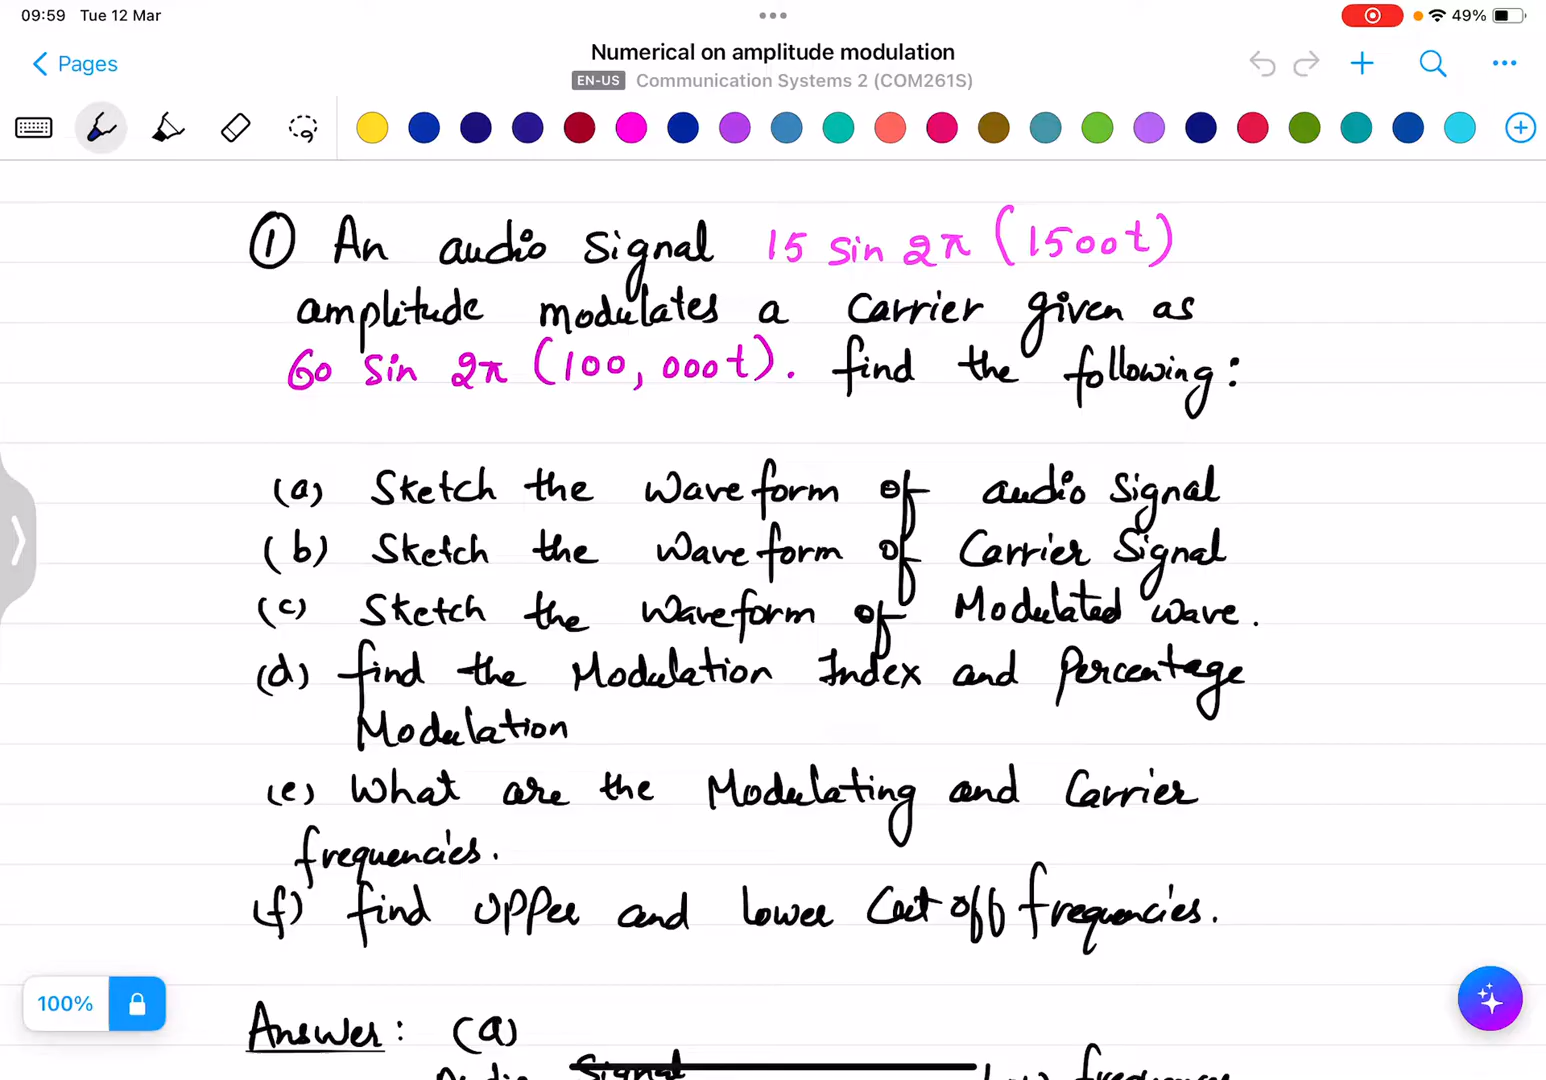 09:59 Tue 12 Mar
49%
Pages
Numerical on amplitude modulation
EN-US Communication Systems 2 (COM261S)
① An audio signal 15 sin 2π (1500t)
amplitude modulates a carrier given as
60 sin 2π (100,000t). find the following:
(a) Sketch the waveform of audio signal
(b) Sketch the waveform of Carrier Signal
(c) Sketch the waveform of Modulated wave.
(d) find the Modulation Index and Percentage
Modulation
(e) What are the Modulating and Carrier
frequencies.
(f) find upper and lower Cut off frequencies.
100%
Answer: (a)
Audio Signal Low frequency